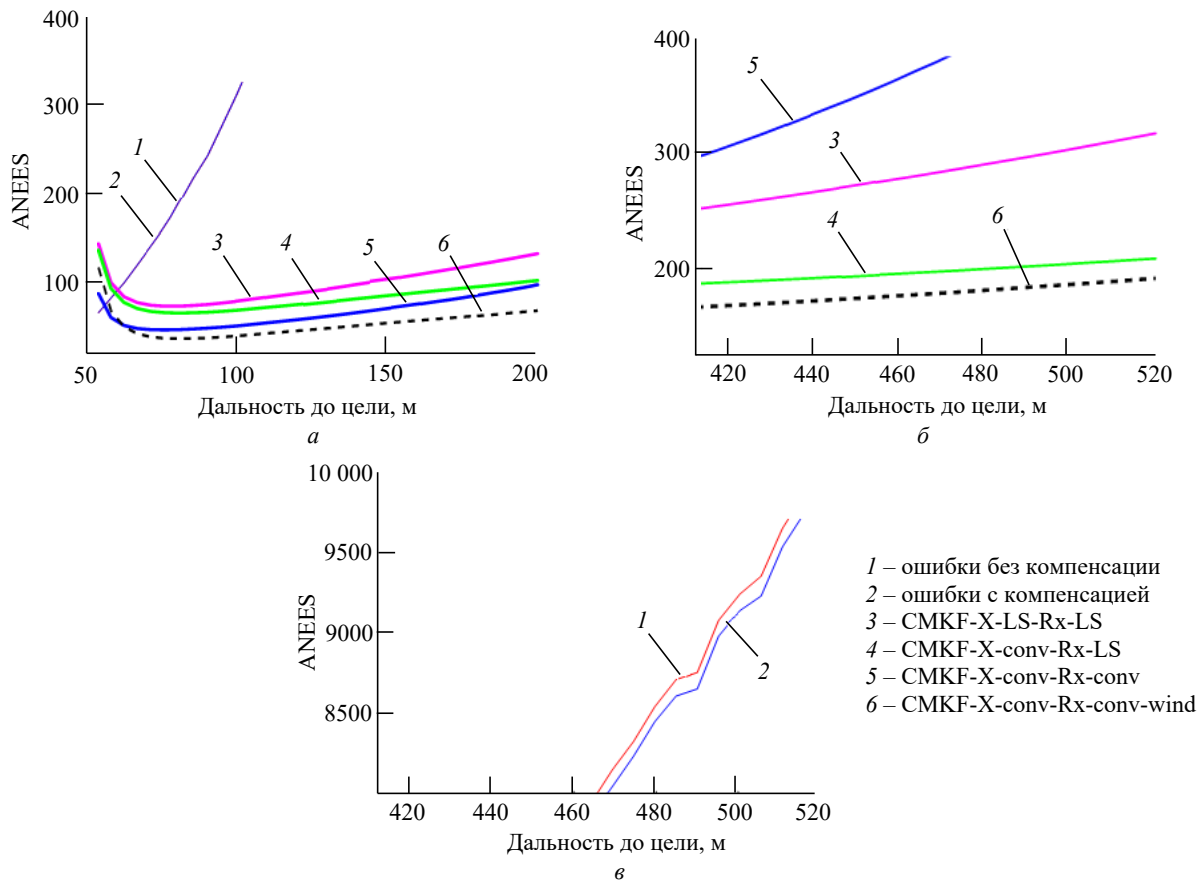 400
300
200
100
ANEES
1
2
3
4
5
6
50
100
150
200
Дальность до цели, м
а
400
300
200
ANEES
5
3
4
6
420
440
460
480
500
520
Дальность до цели, м
б
10 000
9500
9000
8500
ANEES
1
2
420
440
460
480
500
520
Дальность до цели, м
в
1 – ошибки без компенсации
2 – ошибки с компенсацией
3 – CMKF-X-LS-Rx-LS
4 – CMKF-X-conv-Rx-LS
5 – CMKF-X-conv-Rx-conv
6 – CMKF-X-conv-Rx-conv-wind